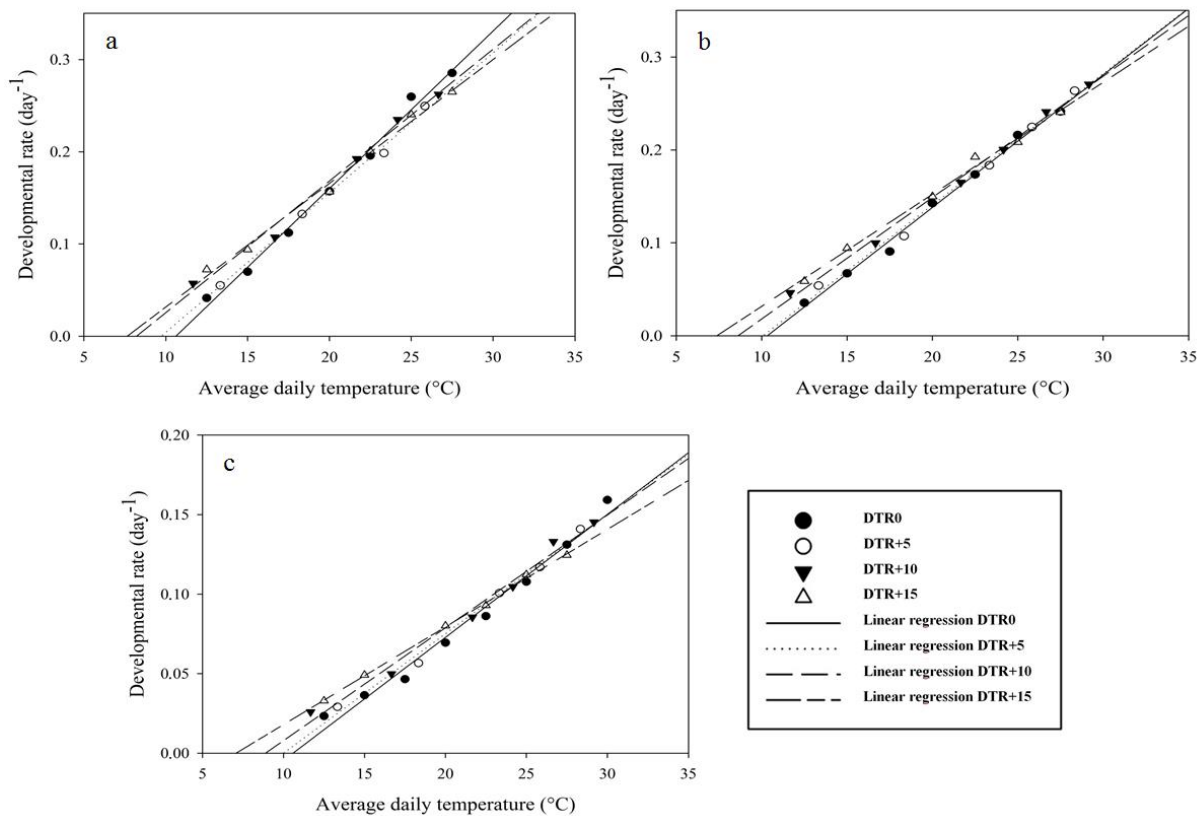 a
Developmental rate (day-1)
0.3
0.2
0.1
0.0
5 10 15 20 25 30 35
Average daily temperature (°C)
b
Developmental rate (day-1)
0.3
0.2
0.1
0.0
5 10 15 20 25 30 35
Average daily temperature (°C)
c
Developmental rate (day-1)
0.20
0.15
0.10
0.05
0.00
5 10 15 20 25 30 35
Average daily temperature (°C)
DTR0
DTR+5
DTR+10
DTR+15
Linear regression DTR0
Linear regression DTR+5
Linear regression DTR+10
Linear regression DTR+15